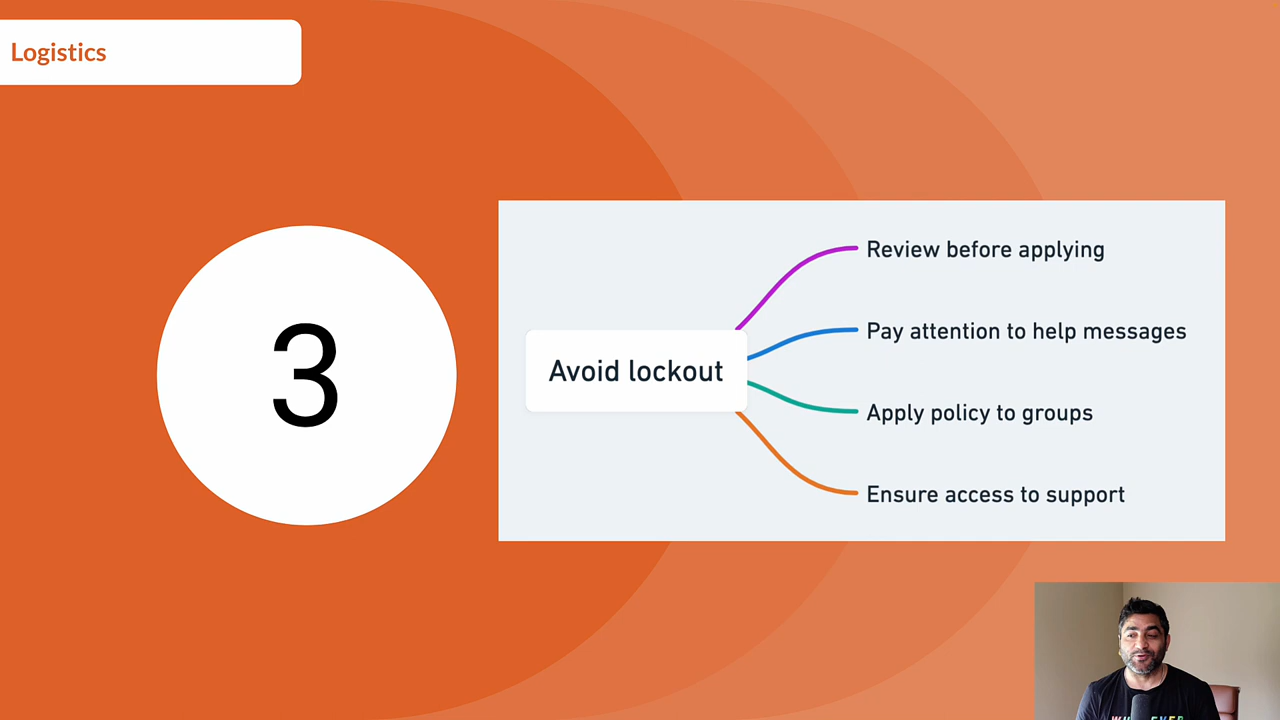 Logistics
3
Avoid lockout
Review before applying
Pay attention to help messages
Apply policy to groups
Ensure access to support